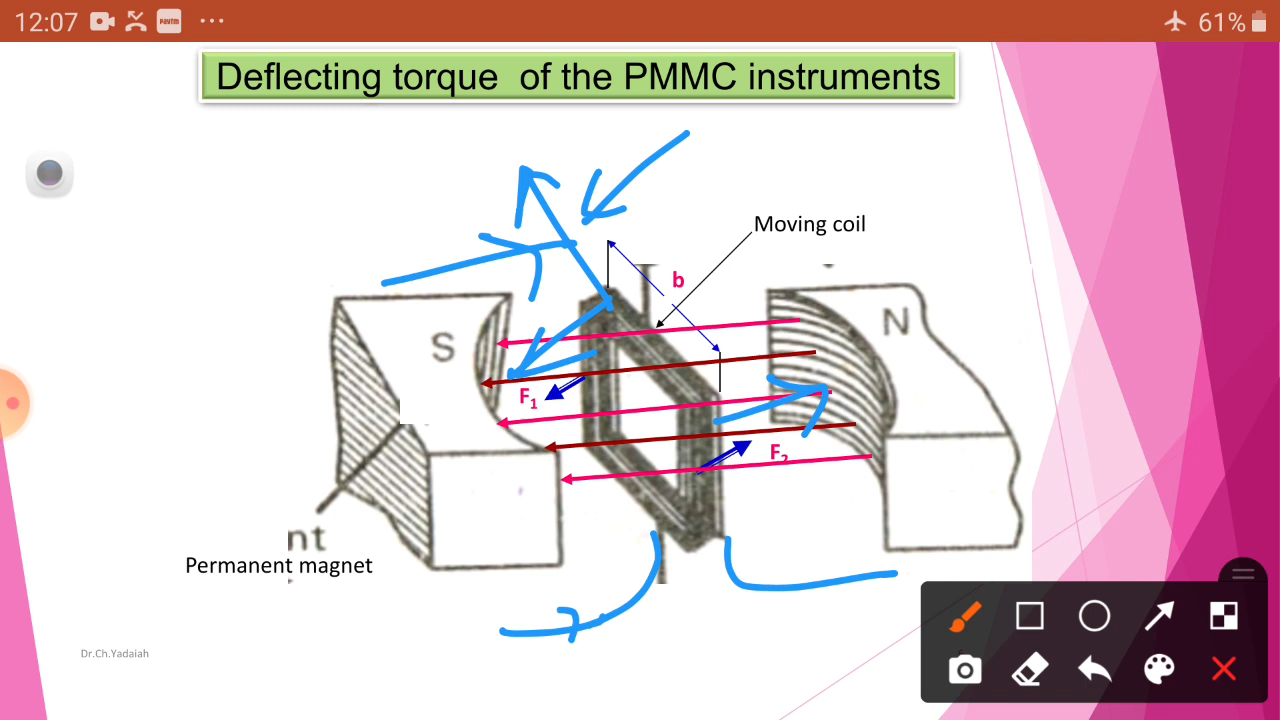 12:07 paytm ... 61%
Deflecting torque of the PMMC instruments
Moving coil
b
S
N
F1
F2
nt
Permanent magnet
Dr.Ch.Yadaiah